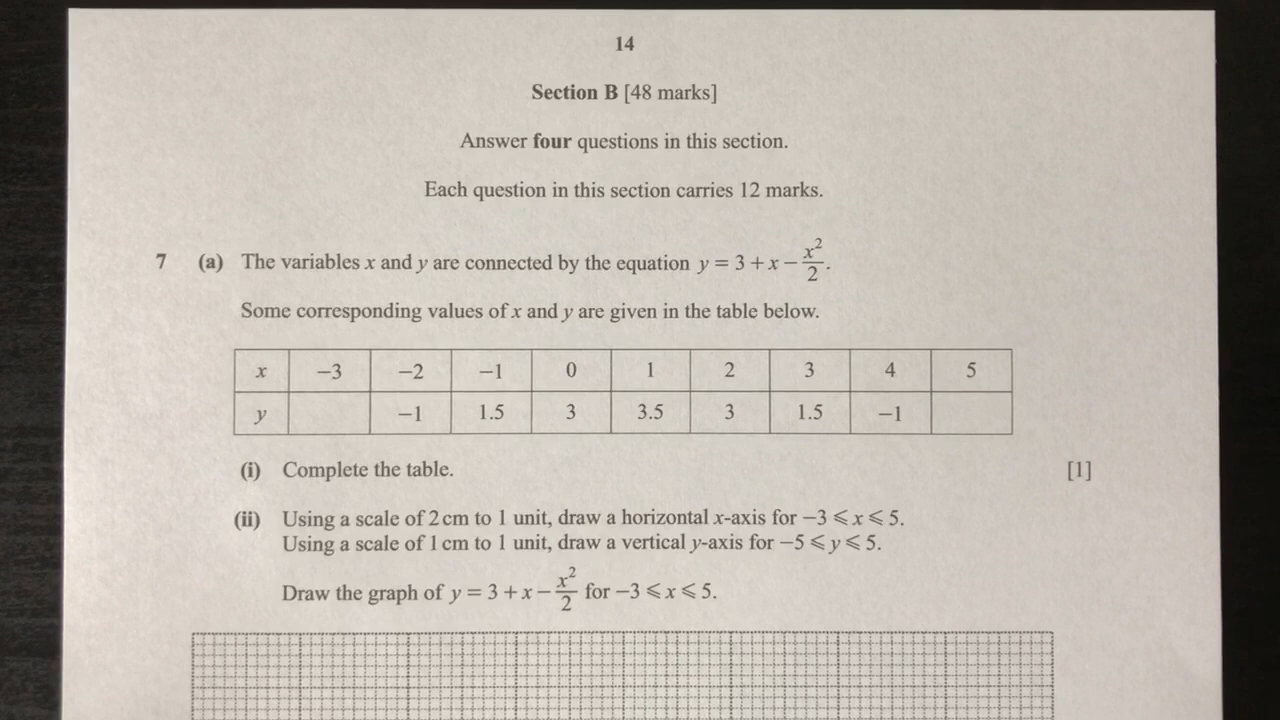 14
Section B [48 marks]
Answer four questions in this section.
Each question in this section carries 12 marks.
7 (a) The variables x and y are connected by the equation y = 3 + x − x²/2.
Some corresponding values of x and y are given in the table below.
x −3 −2 −1 0 1 2 3 4 5
y −1 1.5 3 3.5 3 1.5 −1
(i) Complete the table. [1]
(ii) Using a scale of 2 cm to 1 unit, draw a horizontal x-axis for −3 ⩽ x ⩽ 5.
Using a scale of 1 cm to 1 unit, draw a vertical y-axis for −5 ⩽ y ⩽ 5.
Draw the graph of y = 3 + x − x²/2 for −3 ⩽ x ⩽ 5.